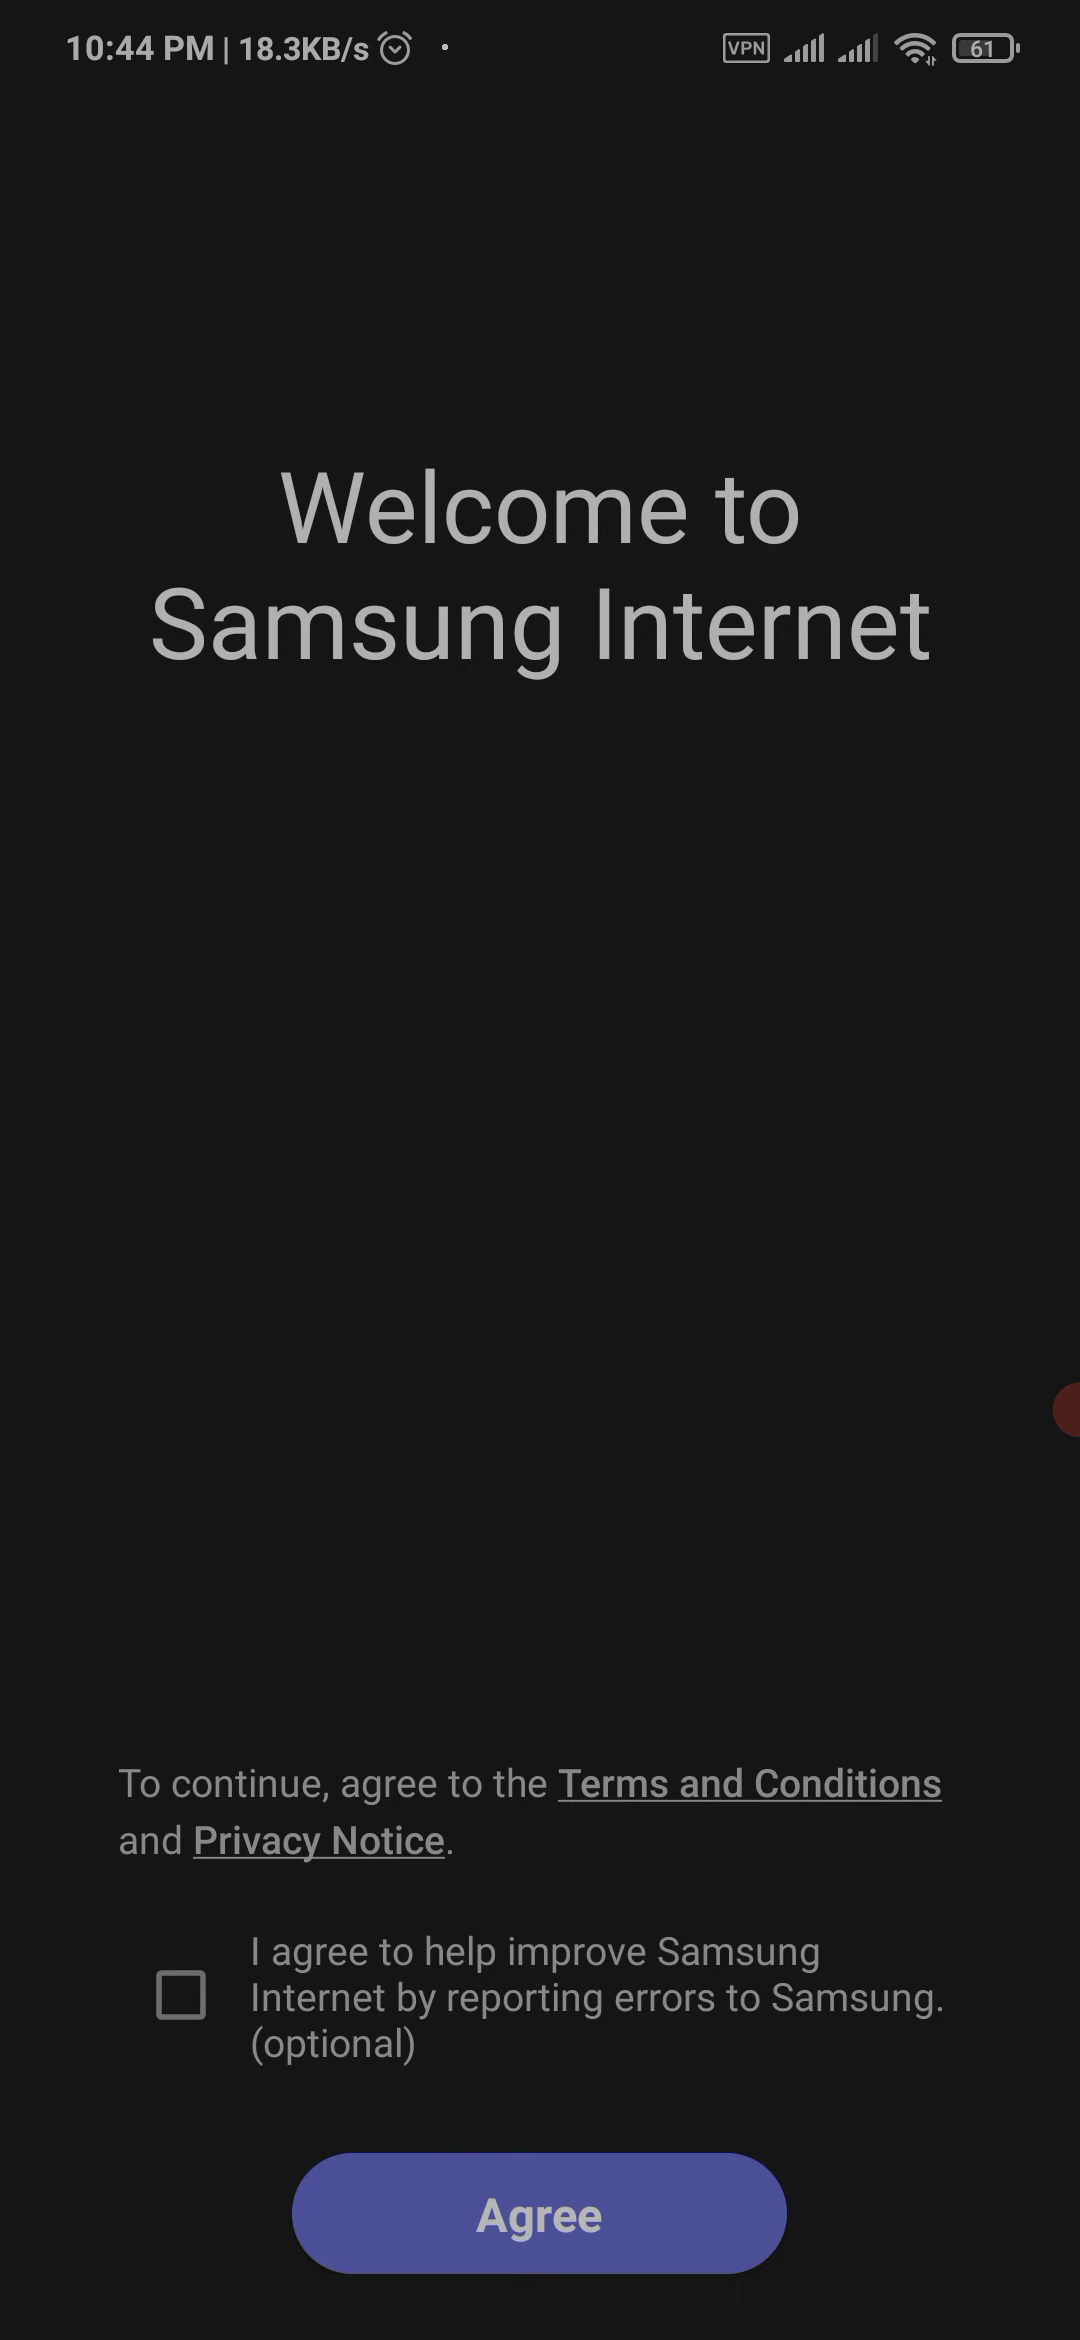 10:44 PM | 18.3KB/s VPN 61
Welcome to
Samsung Internet
To continue, agree to the Terms and Conditions
and Privacy Notice.
I agree to help improve Samsung
Internet by reporting errors to Samsung.
(optional)
Agree